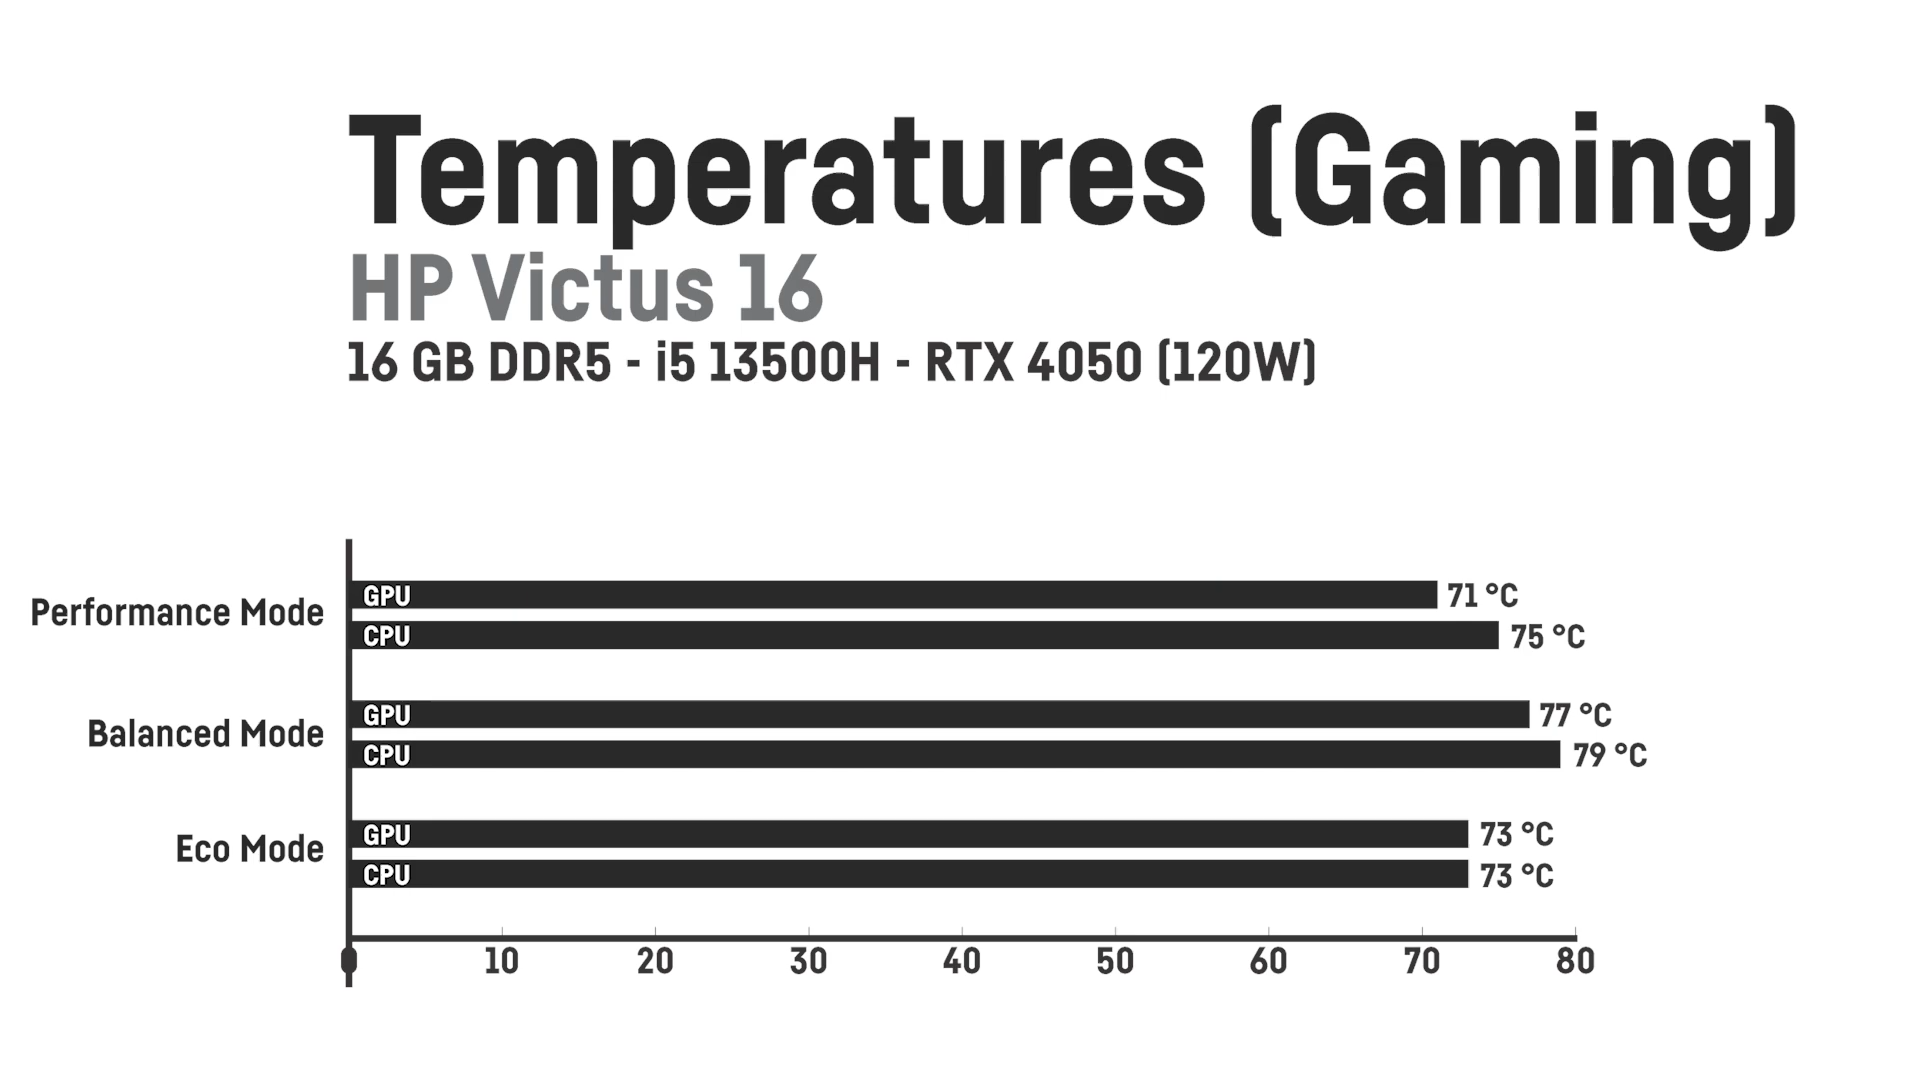 Temperatures (Gaming)
HP Victus 16
16 GB DDR5 - i5 13500H - RTX 4050 (120W)
Performance Mode
GPU 71 °C
CPU 75 °C
Balanced Mode
GPU 77 °C
CPU 79 °C
Eco Mode
GPU 73 °C
CPU 73 °C
0 10 20 30 40 50 60 70 80